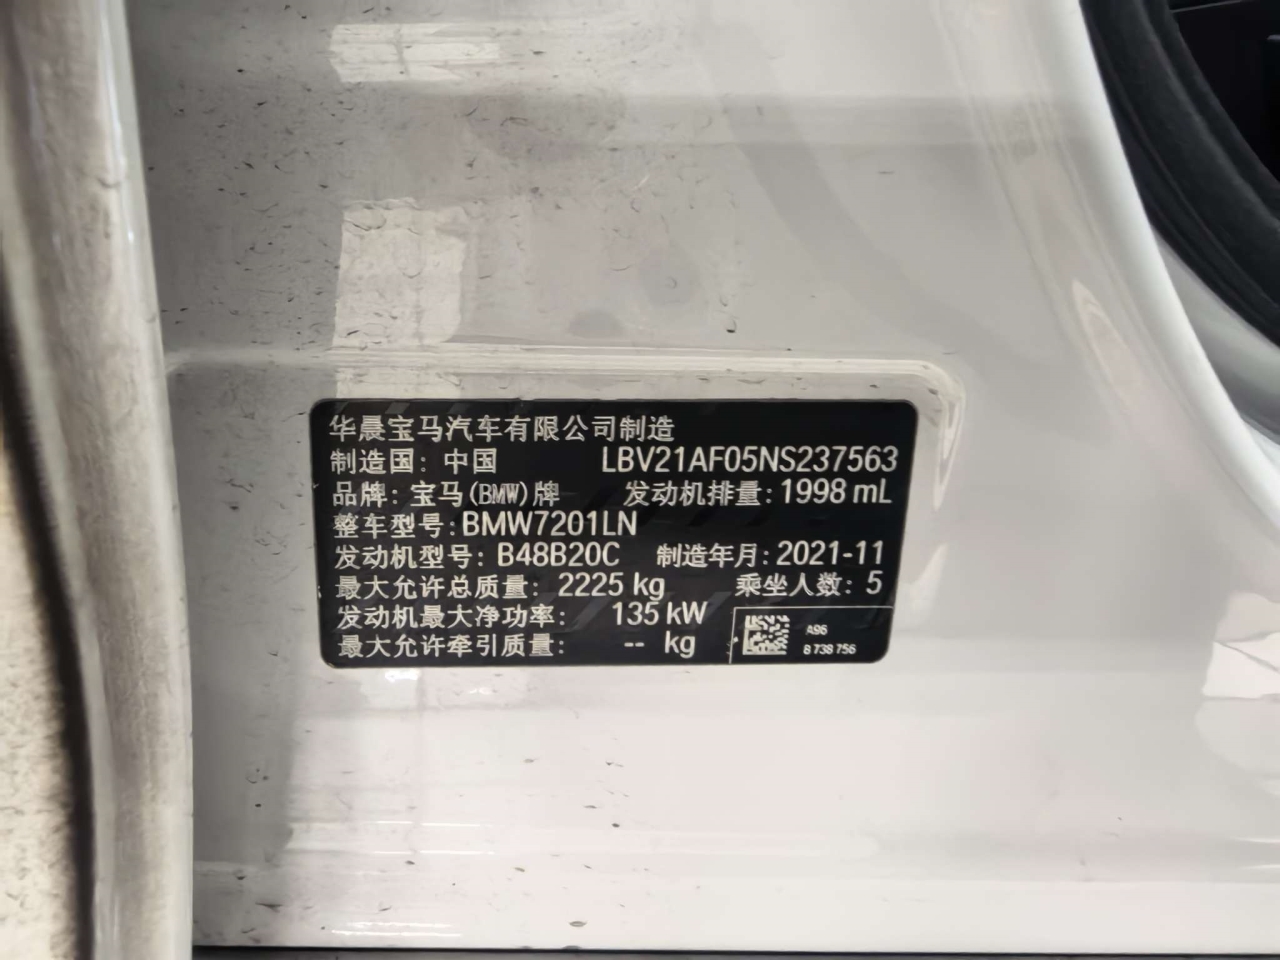 华晨宝马汽车有限公司制造
制造国：中国 LBV21AF05NS237563
品牌：宝马(BMW)牌 发动机排量：1998 mL
整车型号：BMW7201LN
发动机型号：B48B20C 制造年月：2021-11
最大允许总质量：2225 kg 乘坐人数：5
发动机最大净功率：135 kW
最大允许牵引质量：-- kg
A96
8 738 756